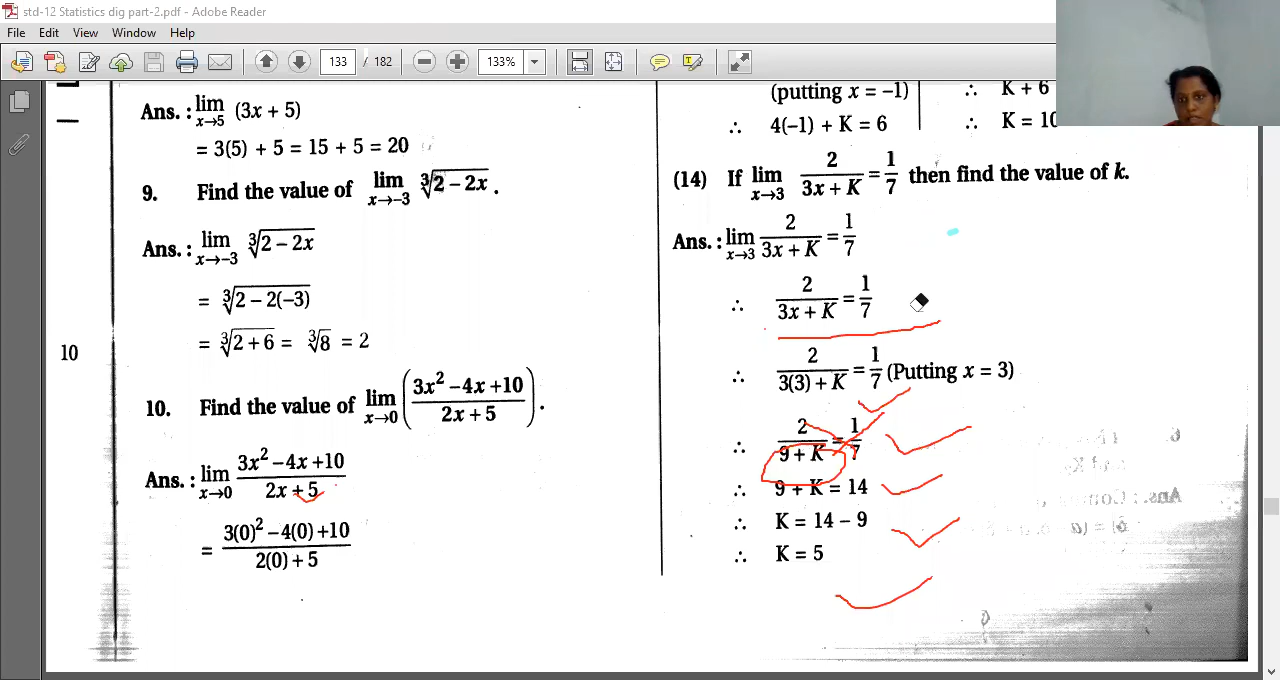 std-12 Statistics dig part-2.pdf - Adobe Reader
File Edit View Window Help
133 / 182 133%
Ans. : lim x→5 (3x + 5)
= 3(5) + 5 = 15 + 5 = 20
9. Find the value of lim x→−3 ∛(2 − 2x) .
Ans. : lim x→−3 ∛(2 − 2x)
= ∛(2 − 2(−3))
= ∛(2 + 6) = ∛8 = 2
10
10. Find the value of lim x→0 ((3x² − 4x + 10)/(2x + 5)) .
Ans. : lim x→0 (3x² − 4x + 10)/(2x + 5)
= (3(0)² − 4(0) + 10)/(2(0) + 5)
(putting x = −1)
∴ 4(−1) + K = 6
∴ K + 6
∴ K = 10
(14) If lim x→3 2/(3x + K) = 1/7 then find the value of k.
Ans. : lim x→3 2/(3x + K) = 1/7
∴ 2/(3x + K) = 1/7
∴ 2/(3(3) + K) = 1/7 (Putting x = 3)
∴ 2/(9 + K) = 1/7
∴ 9 + K = 14
∴ K = 14 − 9
∴ K = 5